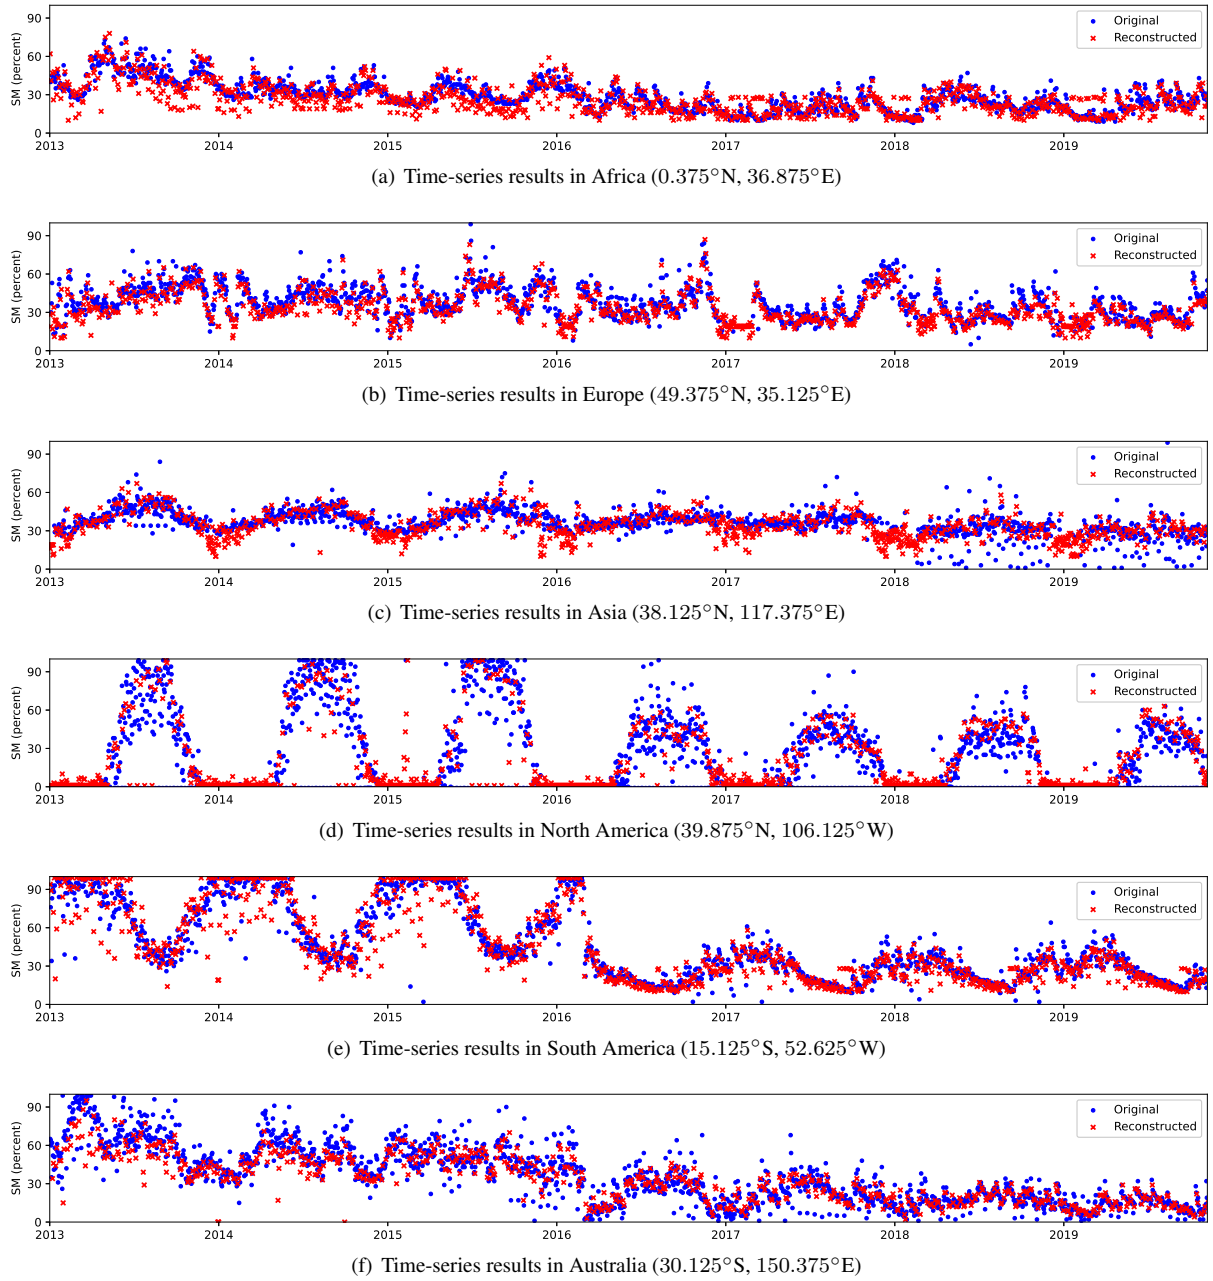 90
60
30
0
SM (percent)
Original
Reconstructed
2013 2014 2015 2016 2017 2018 2019
(a) Time-series results in Africa (0.375°N, 36.875°E)
90
60
30
0
SM (percent)
Original
Reconstructed
2013 2014 2015 2016 2017 2018 2019
(b) Time-series results in Europe (49.375°N, 35.125°E)
90
60
30
0
SM (percent)
Original
Reconstructed
2013 2014 2015 2016 2017 2018 2019
(c) Time-series results in Asia (38.125°N, 117.375°E)
90
60
30
0
SM (percent)
Original
Reconstructed
2013 2014 2015 2016 2017 2018 2019
(d) Time-series results in North America (39.875°N, 106.125°W)
90
60
30
0
SM (percent)
Original
Reconstructed
2013 2014 2015 2016 2017 2018 2019
(e) Time-series results in South America (15.125°S, 52.625°W)
90
60
30
0
SM (percent)
Original
Reconstructed
2013 2014 2015 2016 2017 2018 2019
(f) Time-series results in Australia (30.125°S, 150.375°E)